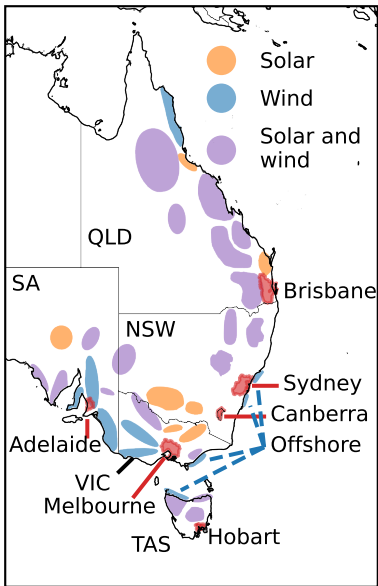 Solar
Wind
Solar and
wind
QLD
SA
Brisbane
NSW
Sydney
Canberra
Adelaide
Offshore
VIC
Melbourne
Hobart
TAS